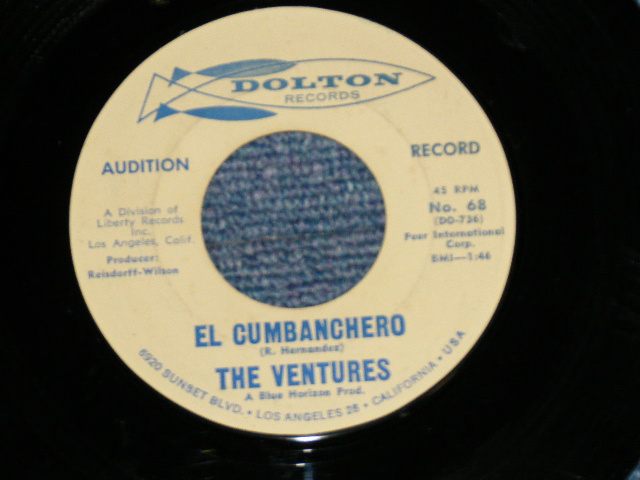 DOLTON
RECORDS
AUDITION
RECORD
A Division of
Liberty Records
Inc.
Los Angeles, Calif.
Producer:
Reisdorff-Wilson
45 RPM
No. 68
(DO-736)
Peer International
Corp.
BMI—1:46
EL CUMBANCHERO
(R. Hernandez)
THE VENTURES
A Blue Horizon Prod.
6920 SUNSET BLVD. • LOS ANGELES 28 • CALIFORNIA • USA